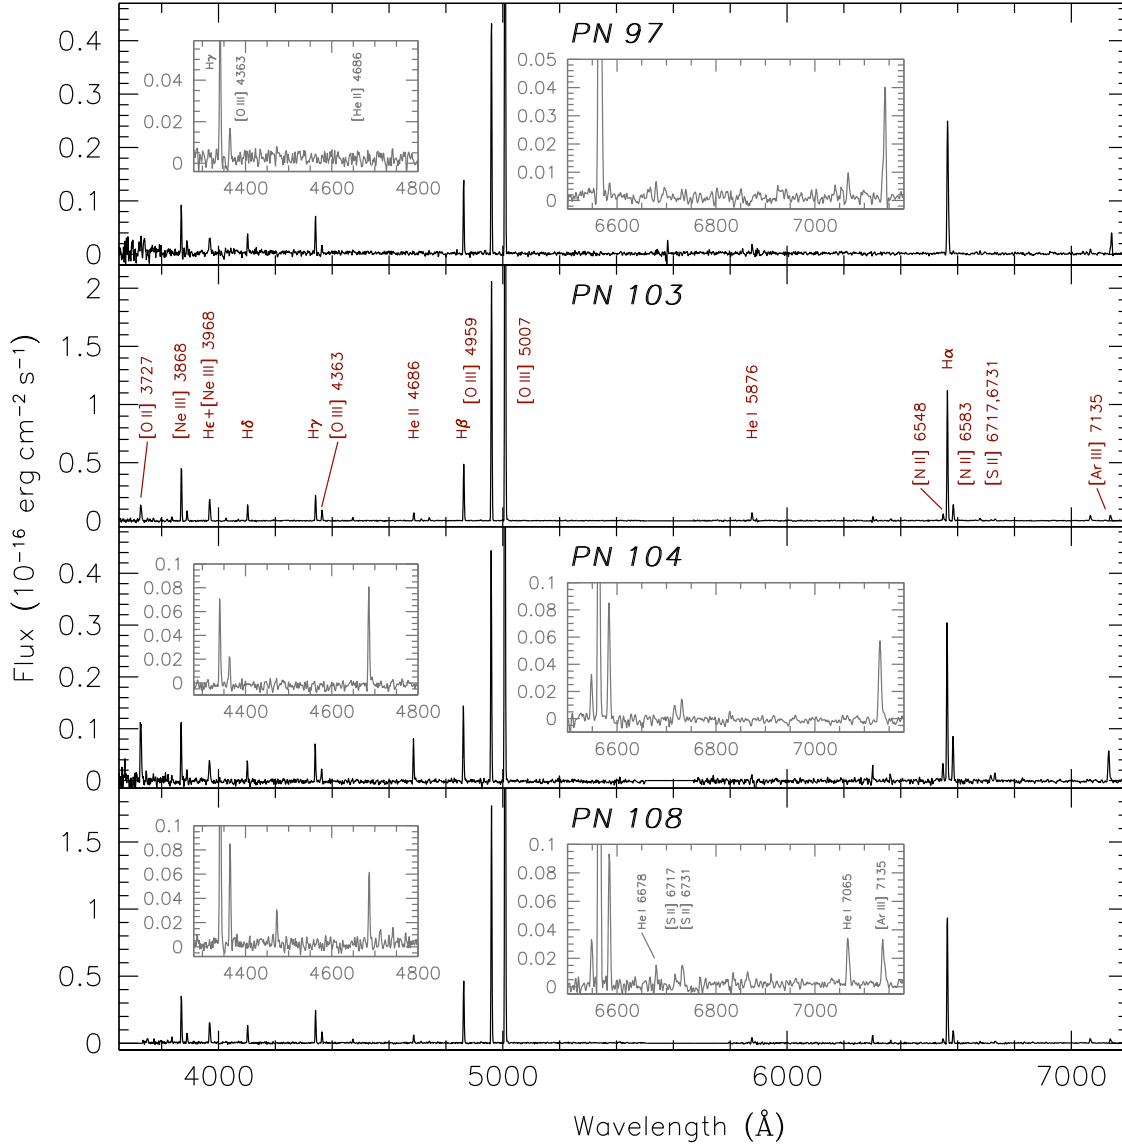 PN 97
0.4
0.3
0.2
0.1
0
0.04
0.02
0
Hγ
[O III] 4363
[He II] 4686
4400
4600
4800
0.05
0.04
0.03
0.02
0.01
0
6600
6800
7000
PN 103
2
1.5
1
0.5
0
[O II] 3727
[Ne III] 3868
Hϵ+[Ne III] 3968
Hδ
Hγ
[O III] 4363
He II 4686
Hβ
[O III] 4959
[O III] 5007
He I 5876
[N II] 6548
Hα
[N II] 6583
[S II] 6717,6731
[Ar III] 7135
PN 104
0.4
0.3
0.2
0.1
0
0.1
0.08
0.06
0.04
0.02
0
4400
4600
4800
0.1
0.08
0.06
0.04
0.02
0
6600
6800
7000
PN 108
1.5
1
0.5
0
0.1
0.08
0.06
0.04
0.02
0
4400
4600
4800
0.1
0.08
0.06
0.04
0.02
0
He I 6678
[S II] 6717
[S II] 6731
He I 7065
[Ar III] 7135
6600
6800
7000
4000
5000
6000
7000
Wavelength (Å)
Flux (10⁻¹⁶ erg cm⁻² s⁻¹)